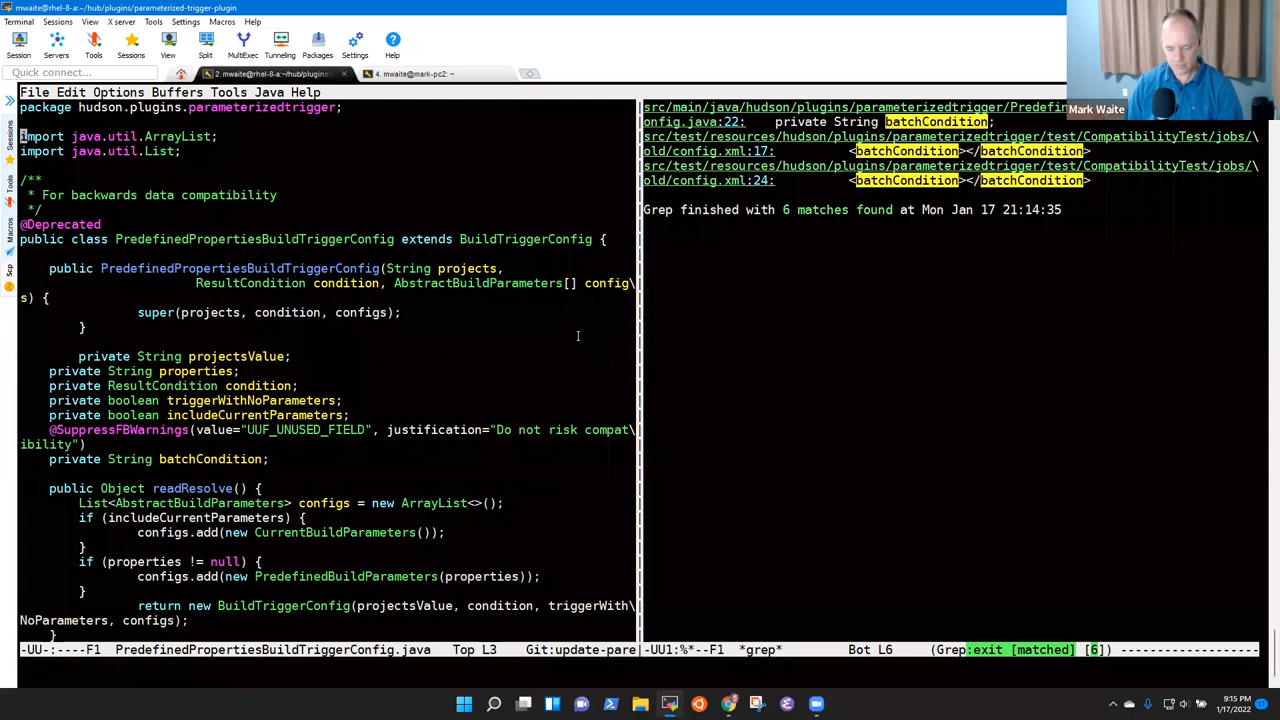 mwaite@rhel-8-a:~/hub/plugins/parameterized-trigger-plugin
Terminal Sessions View X server Tools Settings Macros Help
Session Servers Tools Sessions View Split MultiExec Tunneling Packages Settings Help
Quick connect...
2. mwaite@rhel-8-a:~/hub/plugins
4. mwaite@mark-pc2: ~
Mark Waite
Sessions
Tools
Macros
Scp
File Edit Options Buffers Tools Java Help
package hudson.plugins.parameterizedtrigger;
import java.util.ArrayList;
import java.util.List;
/**
 * For backwards data compatibility
 */
@Deprecated
public class PredefinedPropertiesBuildTriggerConfig extends BuildTriggerConfig {
public PredefinedPropertiesBuildTriggerConfig(String projects,
ResultCondition condition, AbstractBuildParameters[] config\
s) {
super(projects, condition, configs);
}
private String projectsValue;
private String properties;
private ResultCondition condition;
private boolean triggerWithNoParameters;
private boolean includeCurrentParameters;
@SuppressFBWarnings(value="UUF_UNUSED_FIELD", justification="Do not risk compat\
ibility")
private String batchCondition;
public Object readResolve() {
List<AbstractBuildParameters> configs = new ArrayList<>();
if (includeCurrentParameters) {
configs.add(new CurrentBuildParameters());
}
if (properties != null) {
configs.add(new PredefinedBuildParameters(properties));
}
return new BuildTriggerConfig(projectsValue, condition, triggerWith\
NoParameters, configs);
}
-UU-:----F1 PredefinedPropertiesBuildTriggerConfig.java Top L3 Git:update-pare
src/main/java/hudson/plugins/parameterizedtrigger/Predef
onfig.java:22: private String batchCondition;
src/test/resources/hudson/plugins/parameterizedtrigger/test/CompatibilityTest/jobs/\
old/config.xml:17: <batchCondition></batchCondition>
src/test/resources/hudson/plugins/parameterizedtrigger/test/CompatibilityTest/jobs/\
old/config.xml:24: <batchCondition></batchCondition>
Grep finished with 6 matches found at Mon Jan 17 21:14:35
-UU1:%*--F1 *grep* Bot L6 (Grep:exit [matched] [6]) -------------------
9:15 PM
1/17/2022